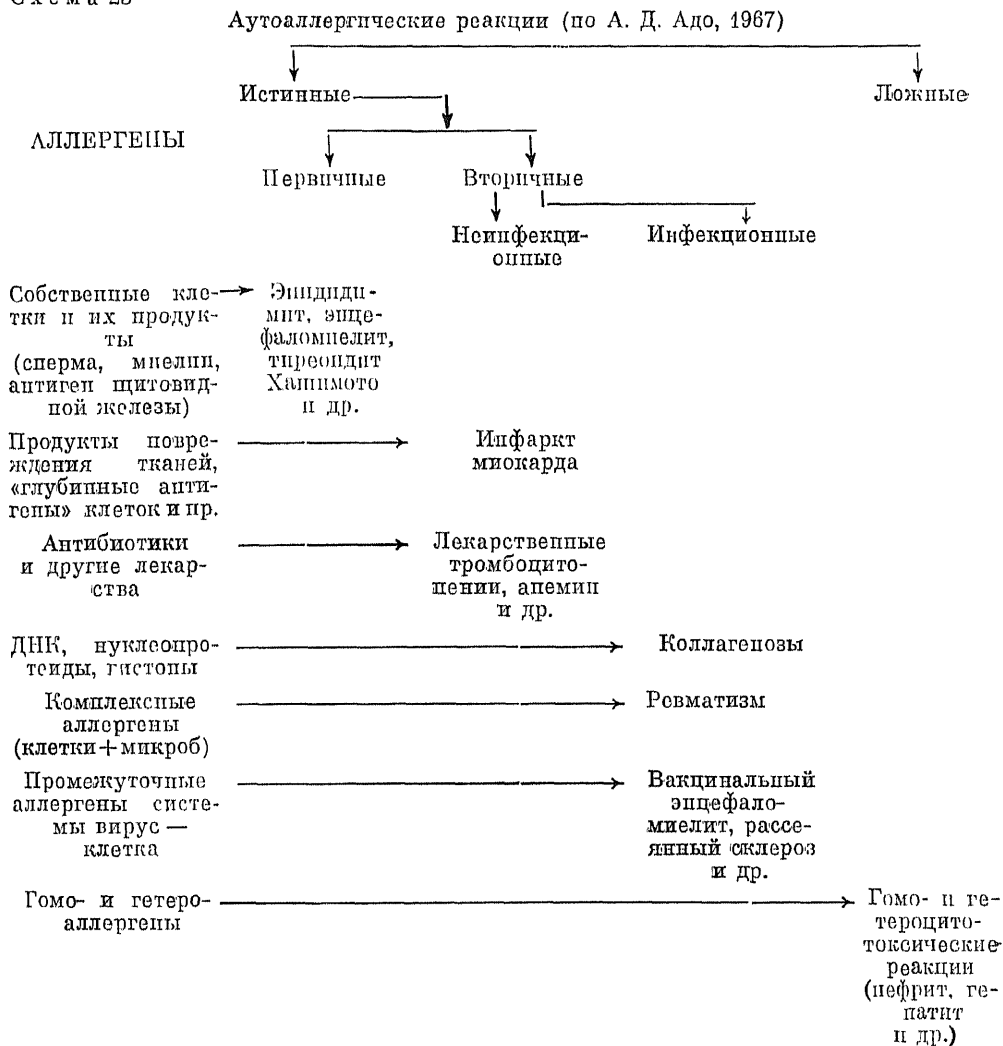 Схема 23
Аутоаллергические реакции (по А. Д. Адо, 1967)
Истинные
Ложные
АЛЛЕРГЕНЫ
Первичные
Вторичные
Неинфекци-
онные
Инфекционные
Собственные кле-
тки и их продук-
ты
(сперма, миелин,
антиген щитовид-
ной железы)
Эпидиди-
мит, энце-
фаломиелит,
тиреоидит
Хашимото
и др.
Продукты повре-
ждения тканей,
«глубинные анти-
гены» клеток и пр.
Инфаркт
миокарда
Антибиотики
и другие лекар-
ства
Лекарственные
тромбоцито-
пении, анемии
и др.
ДНК, нуклеопро-
теиды, гистоны
Коллагенозы
Комплексные
аллергены
(клетки+микроб)
Ревматизм
Промежуточные
аллергены систе-
мы вирус —
клетка
Вакцинальный
энцефало-
миелит, рассе-
янный склероз
и др.
Гомо- и гетеро-
аллергены
Гомо- и ге-
тероцито-
токсические
реакции
(нефрит, ге-
патит
и др.)